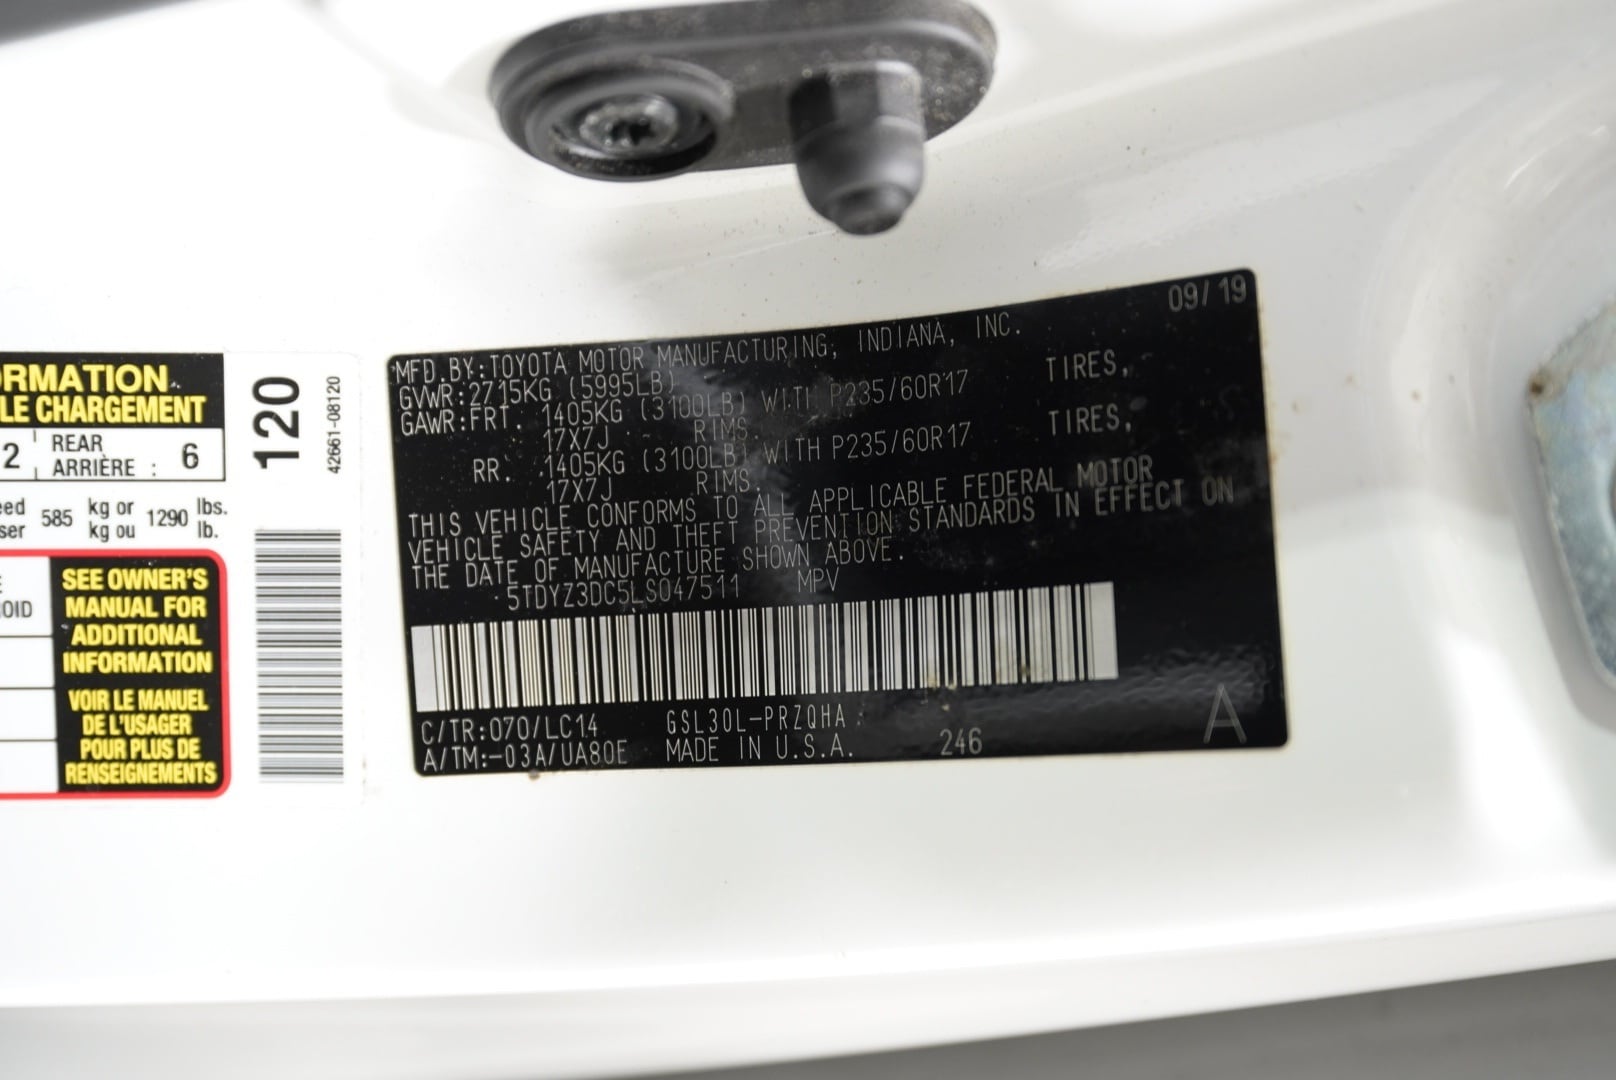 RMATION
LE CHARGEMENT
2 REAR ARRIÈRE : 6
585 kg or kg ou 1290 lbs. lb.
OID
SEE OWNER'S
MANUAL FOR
ADDITIONAL
INFORMATION
VOIR LE MANUEL
DE L'USAGER
POUR PLUS DE
RENSEIGNEMENTS
120
42661-08120
09/19
MFD.BY:TOYOTA MOTOR MANUFACTURING, INDIANA, INC.
GVWR:2715KG (5995LB)
GAWR:FRT. 1405KG (3100LB) WITH P235/60R17 TIRES,
17X7J RIMS.
RR. 1405KG (3100LB) WITH P235/60R17 TIRES,
17X7J RIMS.
THIS VEHICLE CONFORMS TO ALL APPLICABLE FEDERAL MOTOR
VEHICLE SAFETY AND THEFT PREVENTION STANDARDS IN EFFECT ON
THE DATE OF MANUFACTURE SHOWN ABOVE.
5TDYZ3DC5LS047511 MPV
C/TR:070/LC14 GSL30L-PRZQHA
A/TM:-03A/UA80E MADE IN U.S.A. 246
A